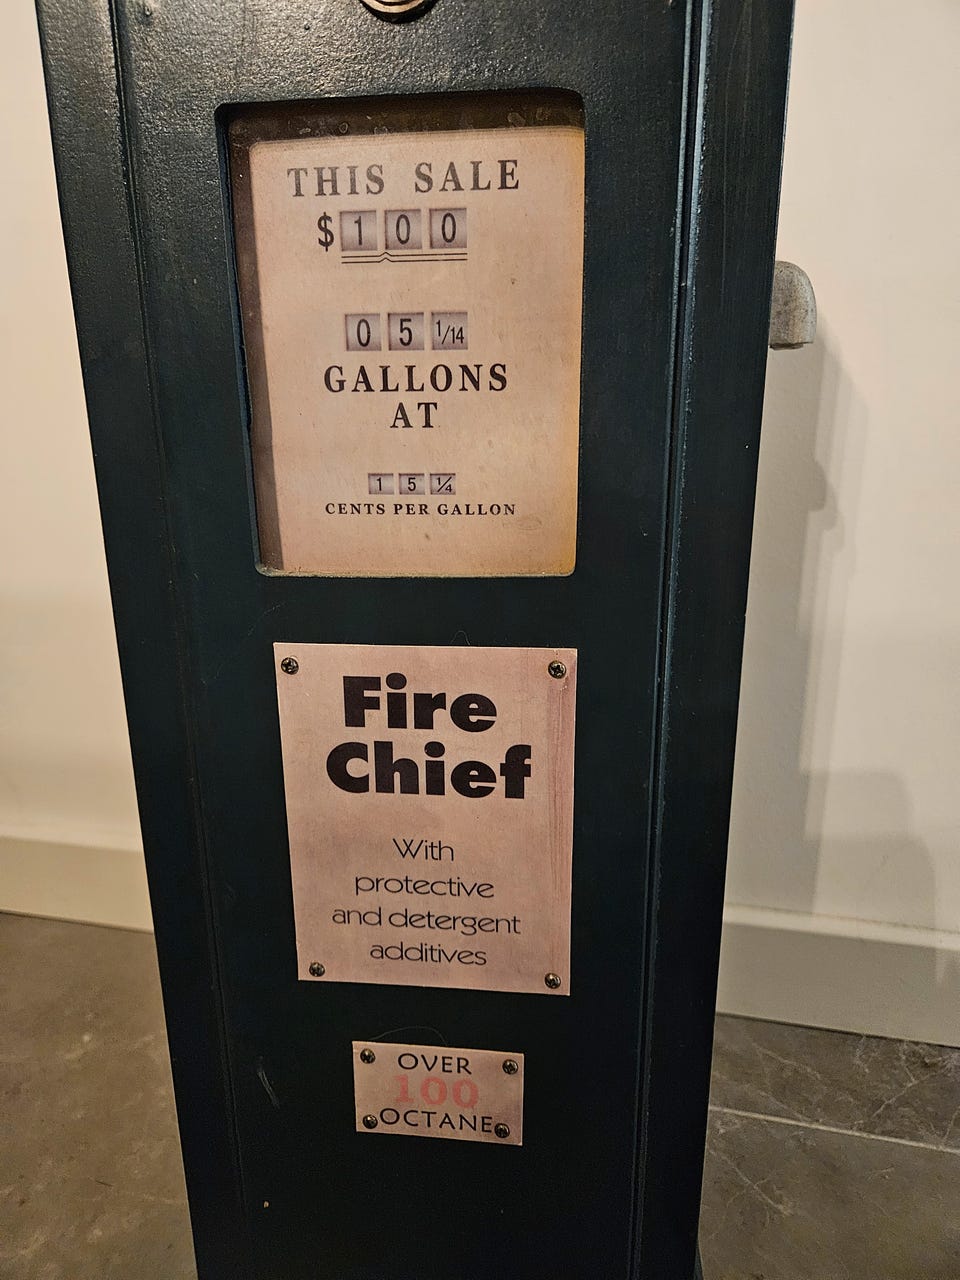 THIS SALE
$100
05 1/14
GALLONS
AT
15 1/4
CENTS PER GALLON
Fire
Chief
With
protective
and detergent
additives
OVER
100
OCTANE